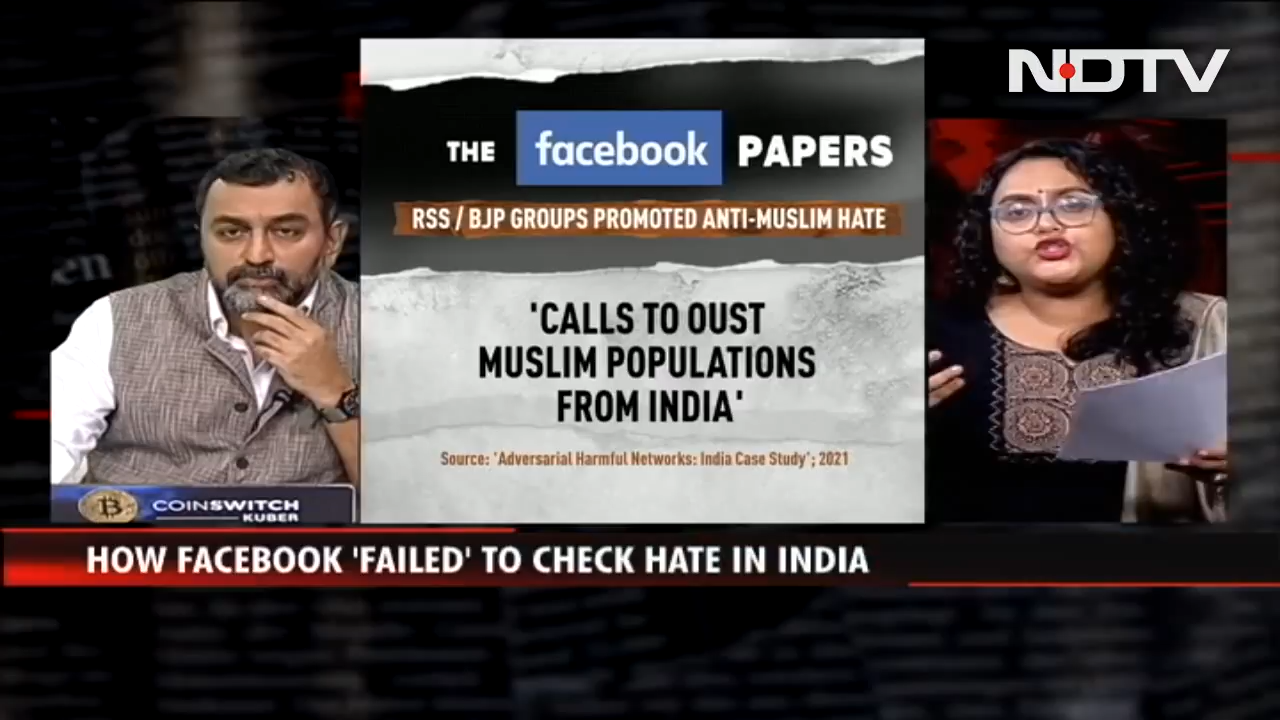 NDTV
THE facebook PAPERS
RSS / BJP GROUPS PROMOTED ANTI-MUSLIM HATE
'CALLS TO OUST
MUSLIM POPULATIONS
FROM INDIA'
Source: 'Adversarial Harmful Networks: India Case Study'; 2021
en
COINSWITCH
KUBER
HOW FACEBOOK 'FAILED' TO CHECK HATE IN INDIA